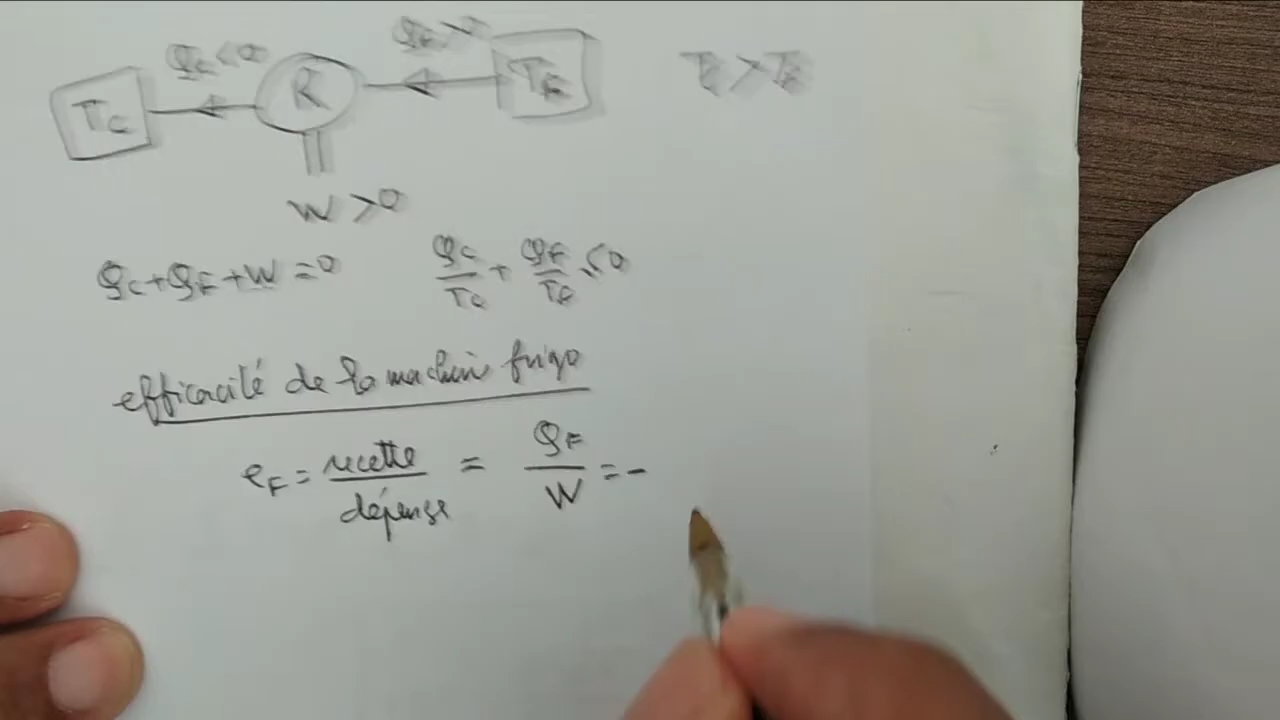 Qc < 0 QF > 0
Tc R TF Tc > TF
W > 0
Qc + QF + W = 0 Qc/Tc + QF/TF ≤ 0
efficacité de la machine frigo
eF = recette/dépense = QF/W = -